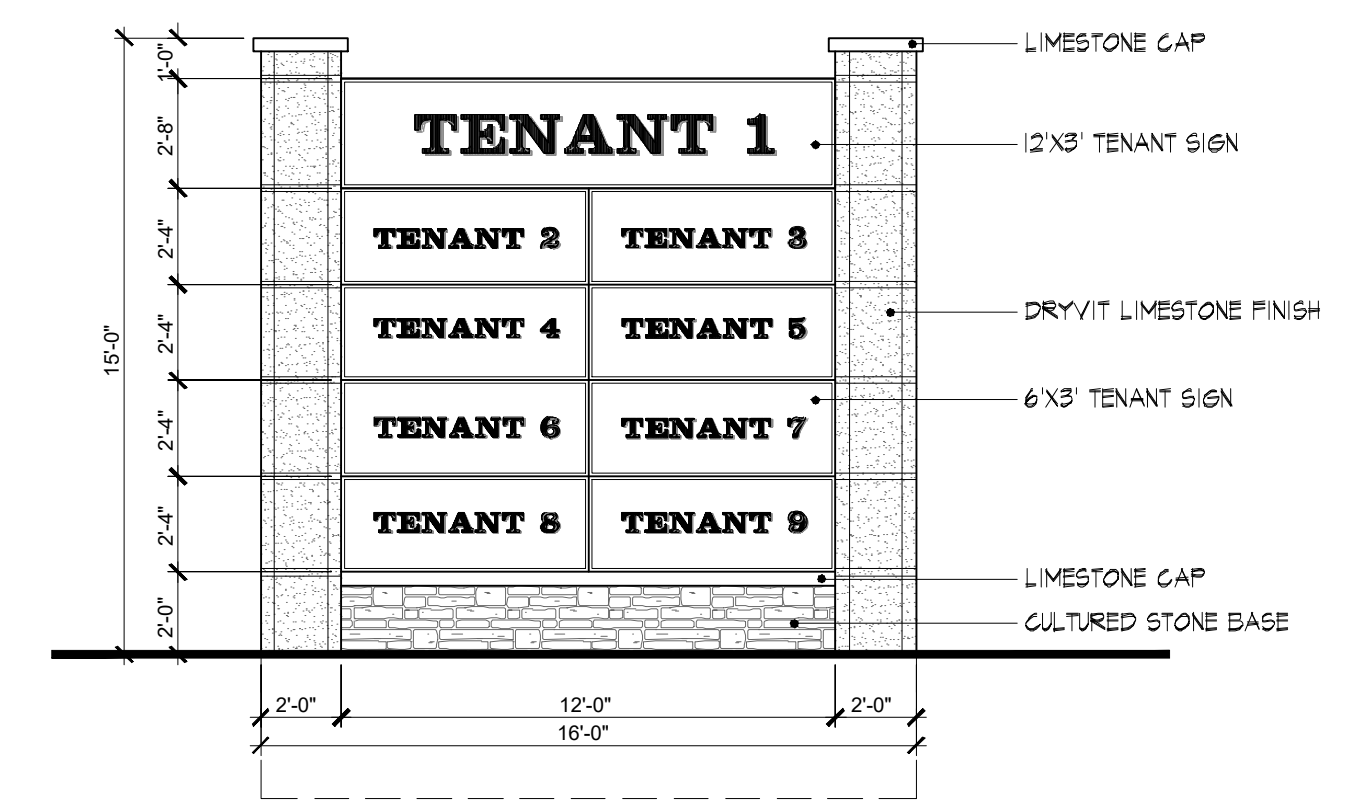 LIMESTONE CAP
1'-0"
TENANT 1
12'X3' TENANT SIGN
2'-8"
TENANT 2 TENANT 3
2'-4"
DRYVIT LIMESTONE FINISH
TENANT 4 TENANT 5
2'-4"
15'-0"
6'X3' TENANT SIGN
TENANT 6 TENANT 7
2'-4"
TENANT 8 TENANT 9
2'-4"
LIMESTONE CAP
2'-0"
CULTURED STONE BASE
2'-0" 12'-0" 2'-0"
16'-0"